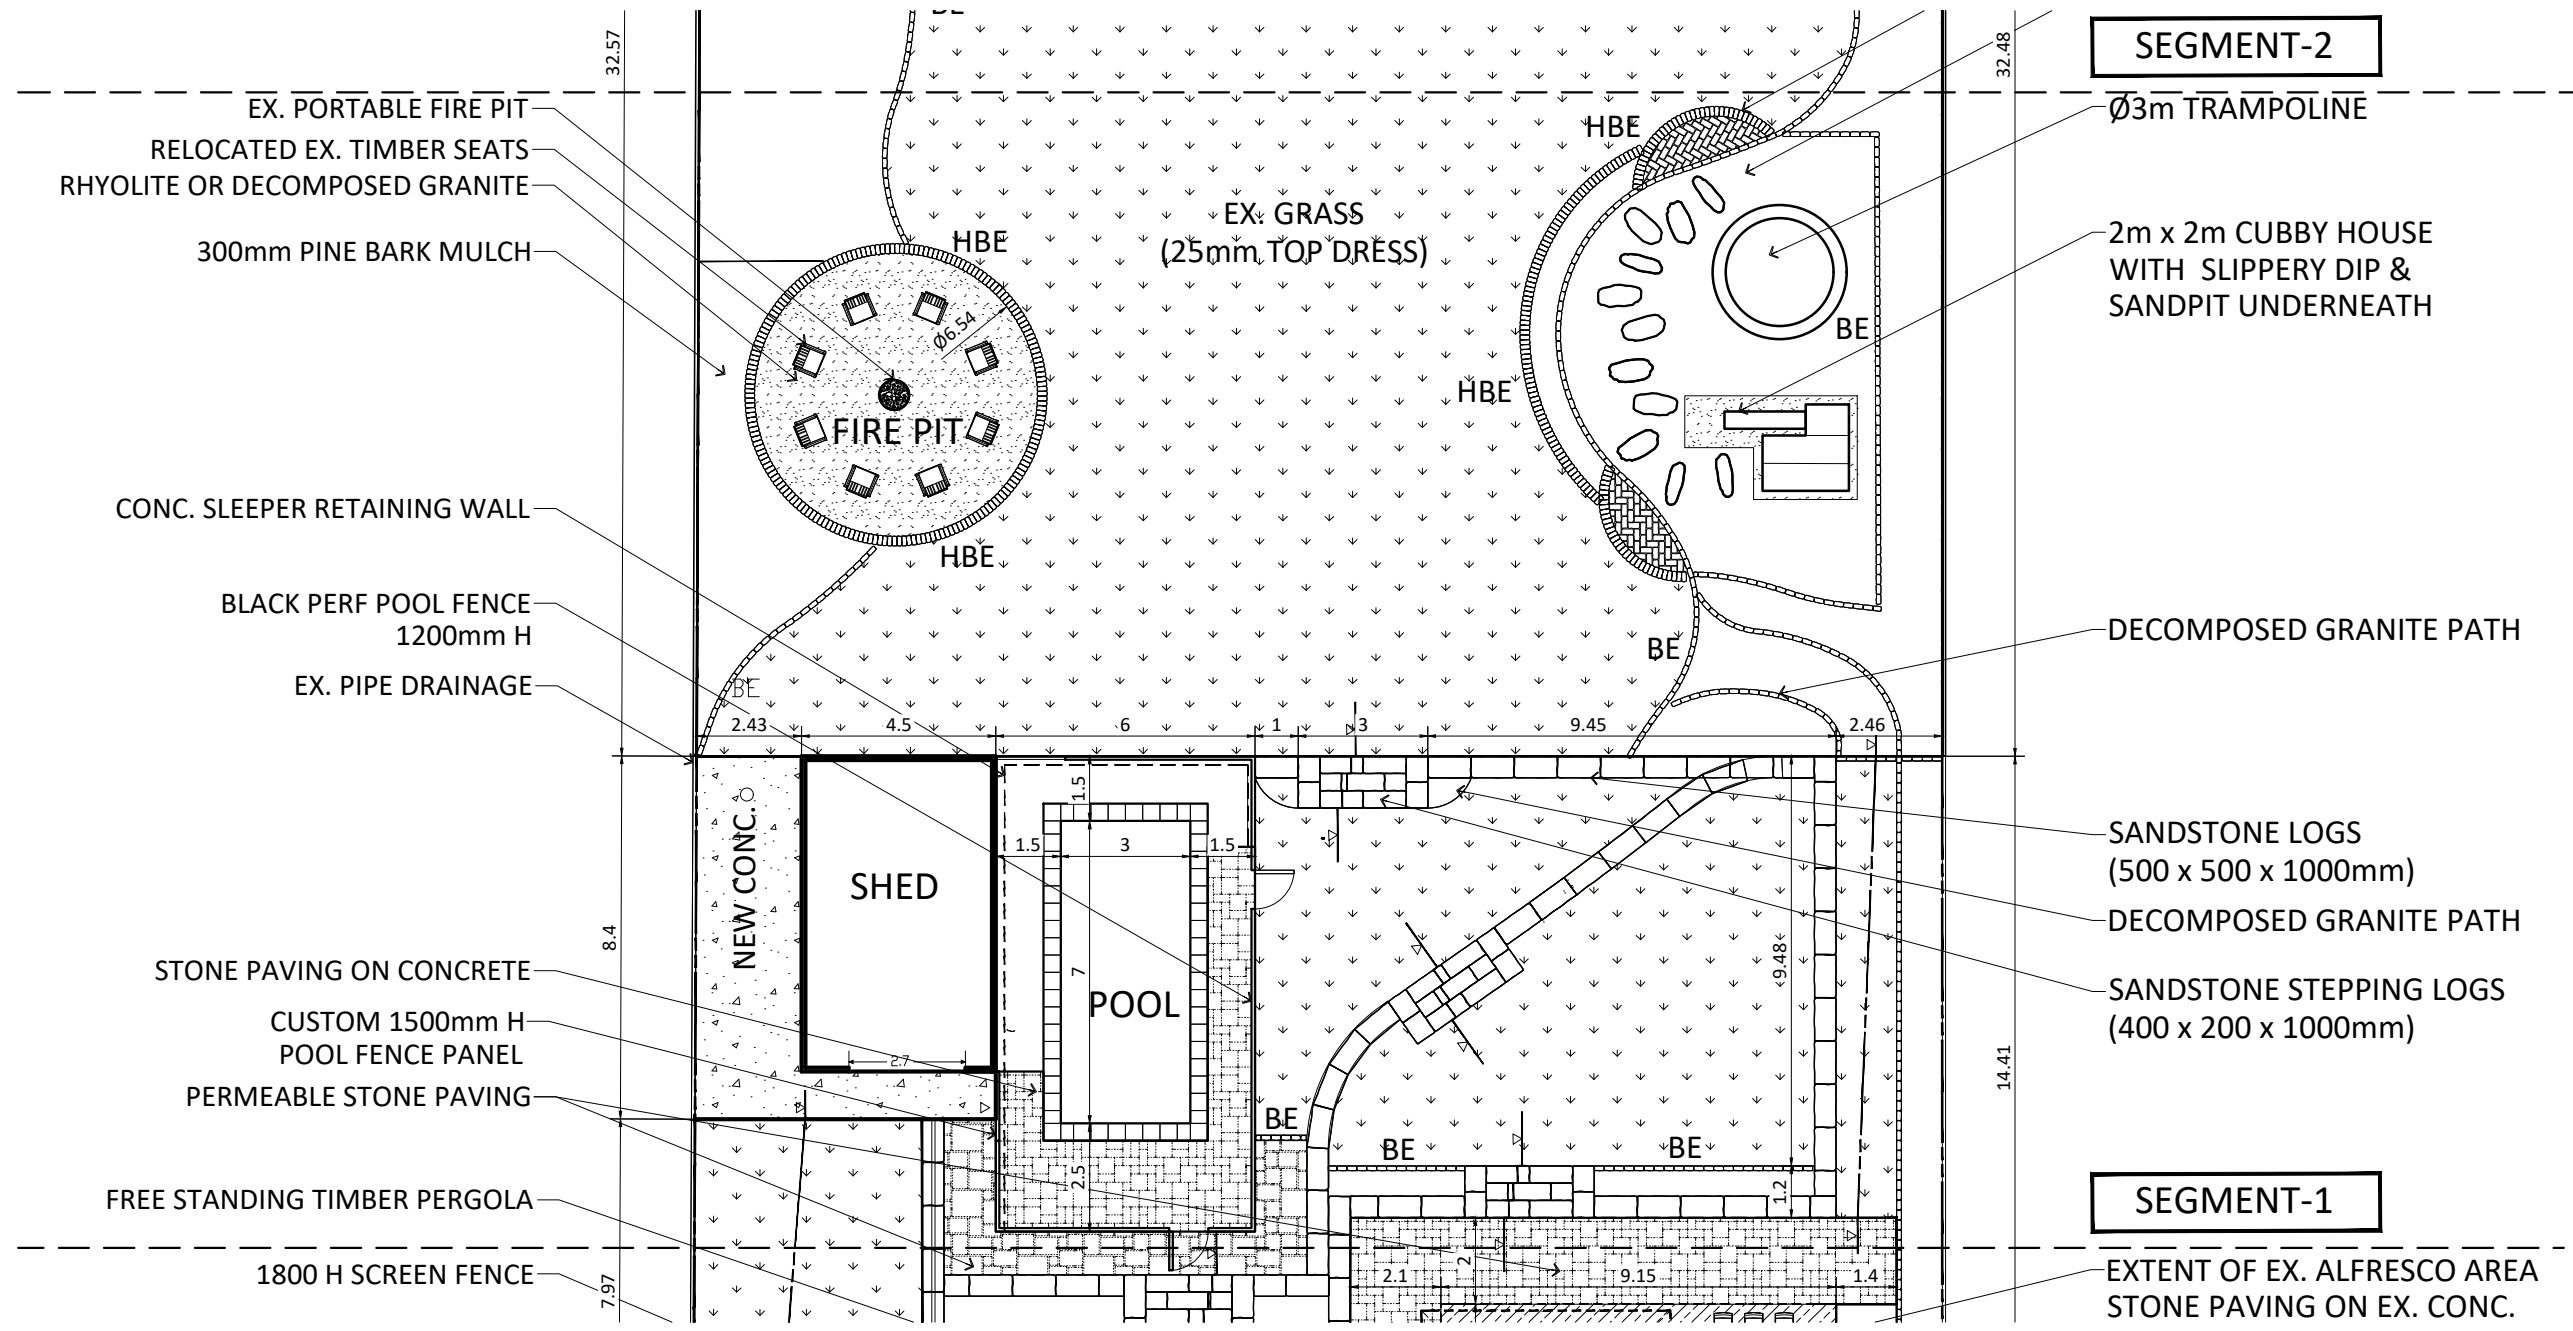 32.57
32.48
SEGMENT-2
EX. PORTABLE FIRE PIT
RELOCATED EX. TIMBER SEATS
RHYOLITE OR DECOMPOSED GRANITE
300mm PINE BARK MULCH
CONC. SLEEPER RETAINING WALL
BLACK PERF POOL FENCE
1200mm H
EX. PIPE DRAINAGE
STONE PAVING ON CONCRETE
CUSTOM 1500mm H
POOL FENCE PANEL
PERMEABLE STONE PAVING
FREE STANDING TIMBER PERGOLA
1800 H SCREEN FENCE
HBE
Ø6.54
FIRE PIT
HBE
EX. GRASS
(25mm TOP DRESS)
HBE
HBE
BE
BE
BE
Ø3m TRAMPOLINE
2m x 2m CUBBY HOUSE
WITH SLIPPERY DIP &
SANDPIT UNDERNEATH
DECOMPOSED GRANITE PATH
SANDSTONE LOGS
(500 x 500 x 1000mm)
DECOMPOSED GRANITE PATH
SANDSTONE STEPPING LOGS
(400 x 200 x 1000mm)
2.43
4.5
6
1
3
9.45
2.46
8.4
NEW CONC.
SHED
2.7
1.5
1.5
3
1.5
7
POOL
2.5
BE
BE
BE
9.48
1.2
14.41
SEGMENT-1
7.97
2.1
2
9.15
1.4
EXTENT OF EX. ALFRESCO AREA
STONE PAVING ON EX. CONC.